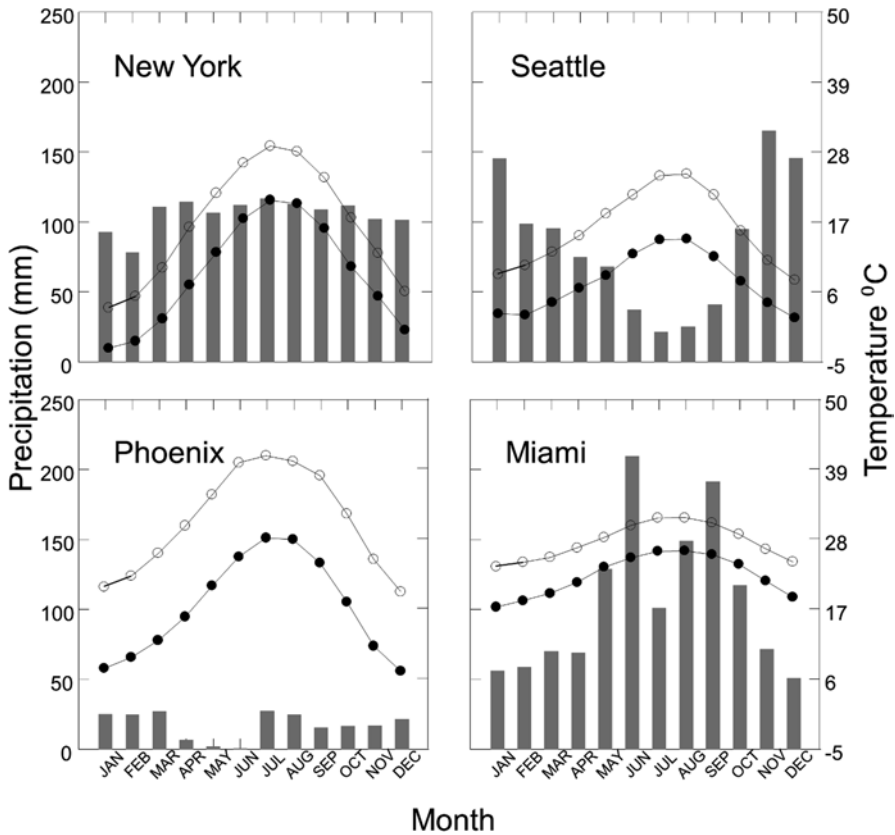 250
200
150
100
50
0
New York
Seattle
50
39
28
17
6
-5
Precipitation (mm)
Temperature ⁰C
250
200
150
100
50
0
Phoenix
Miami
50
39
28
17
6
-5
JAN FEB MAR APR MAY JUN JUL AUG SEP OCT NOV DEC
JAN FEB MAR APR MAY JUN JUL AUG SEP OCT NOV DEC
Month